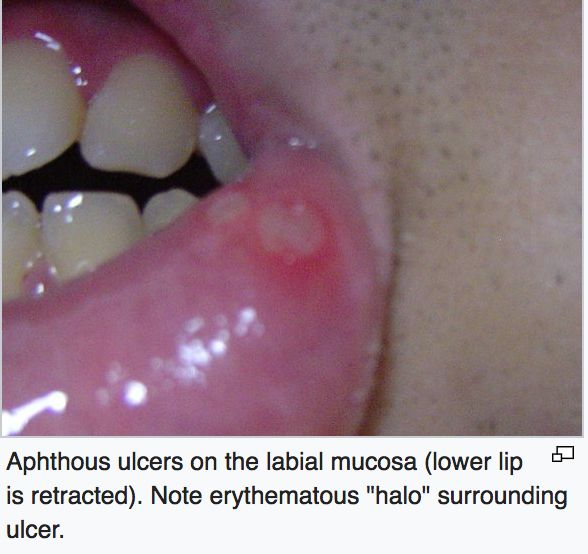 Aphthous ulcers on the labial mucosa (lower lip
is retracted). Note erythematous "halo" surrounding
ulcer.